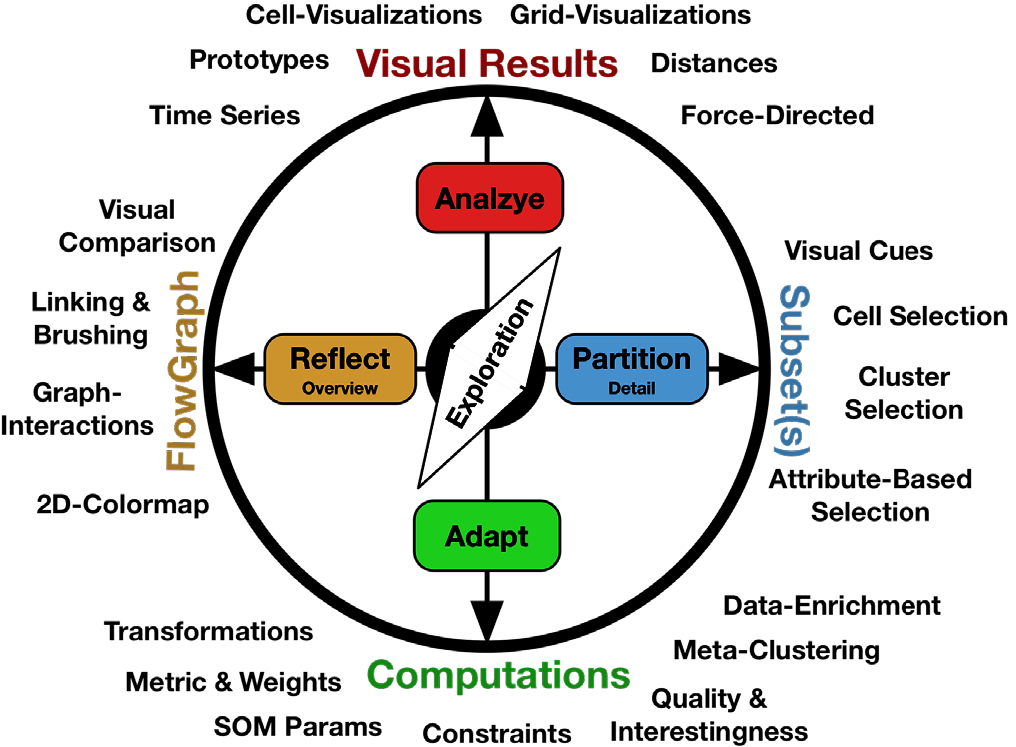 Cell-Visualizations
Grid-Visualizations
Prototypes
Visual Results
Distances
Time Series
Force-Directed
Analzye
Visual
Comparison
Linking &
Brushing
Graph-
Interactions
2D-Colormap
FlowGraph
Reflect
Overview
Exploration
Partition
Detail
Subset(s)
Visual Cues
Cell Selection
Cluster
Selection
Attribute-Based
Selection
Adapt
Transformations
Metric & Weights
SOM Params
Computations
Constraints
Data-Enrichment
Meta-Clustering
Quality &
Interestingness